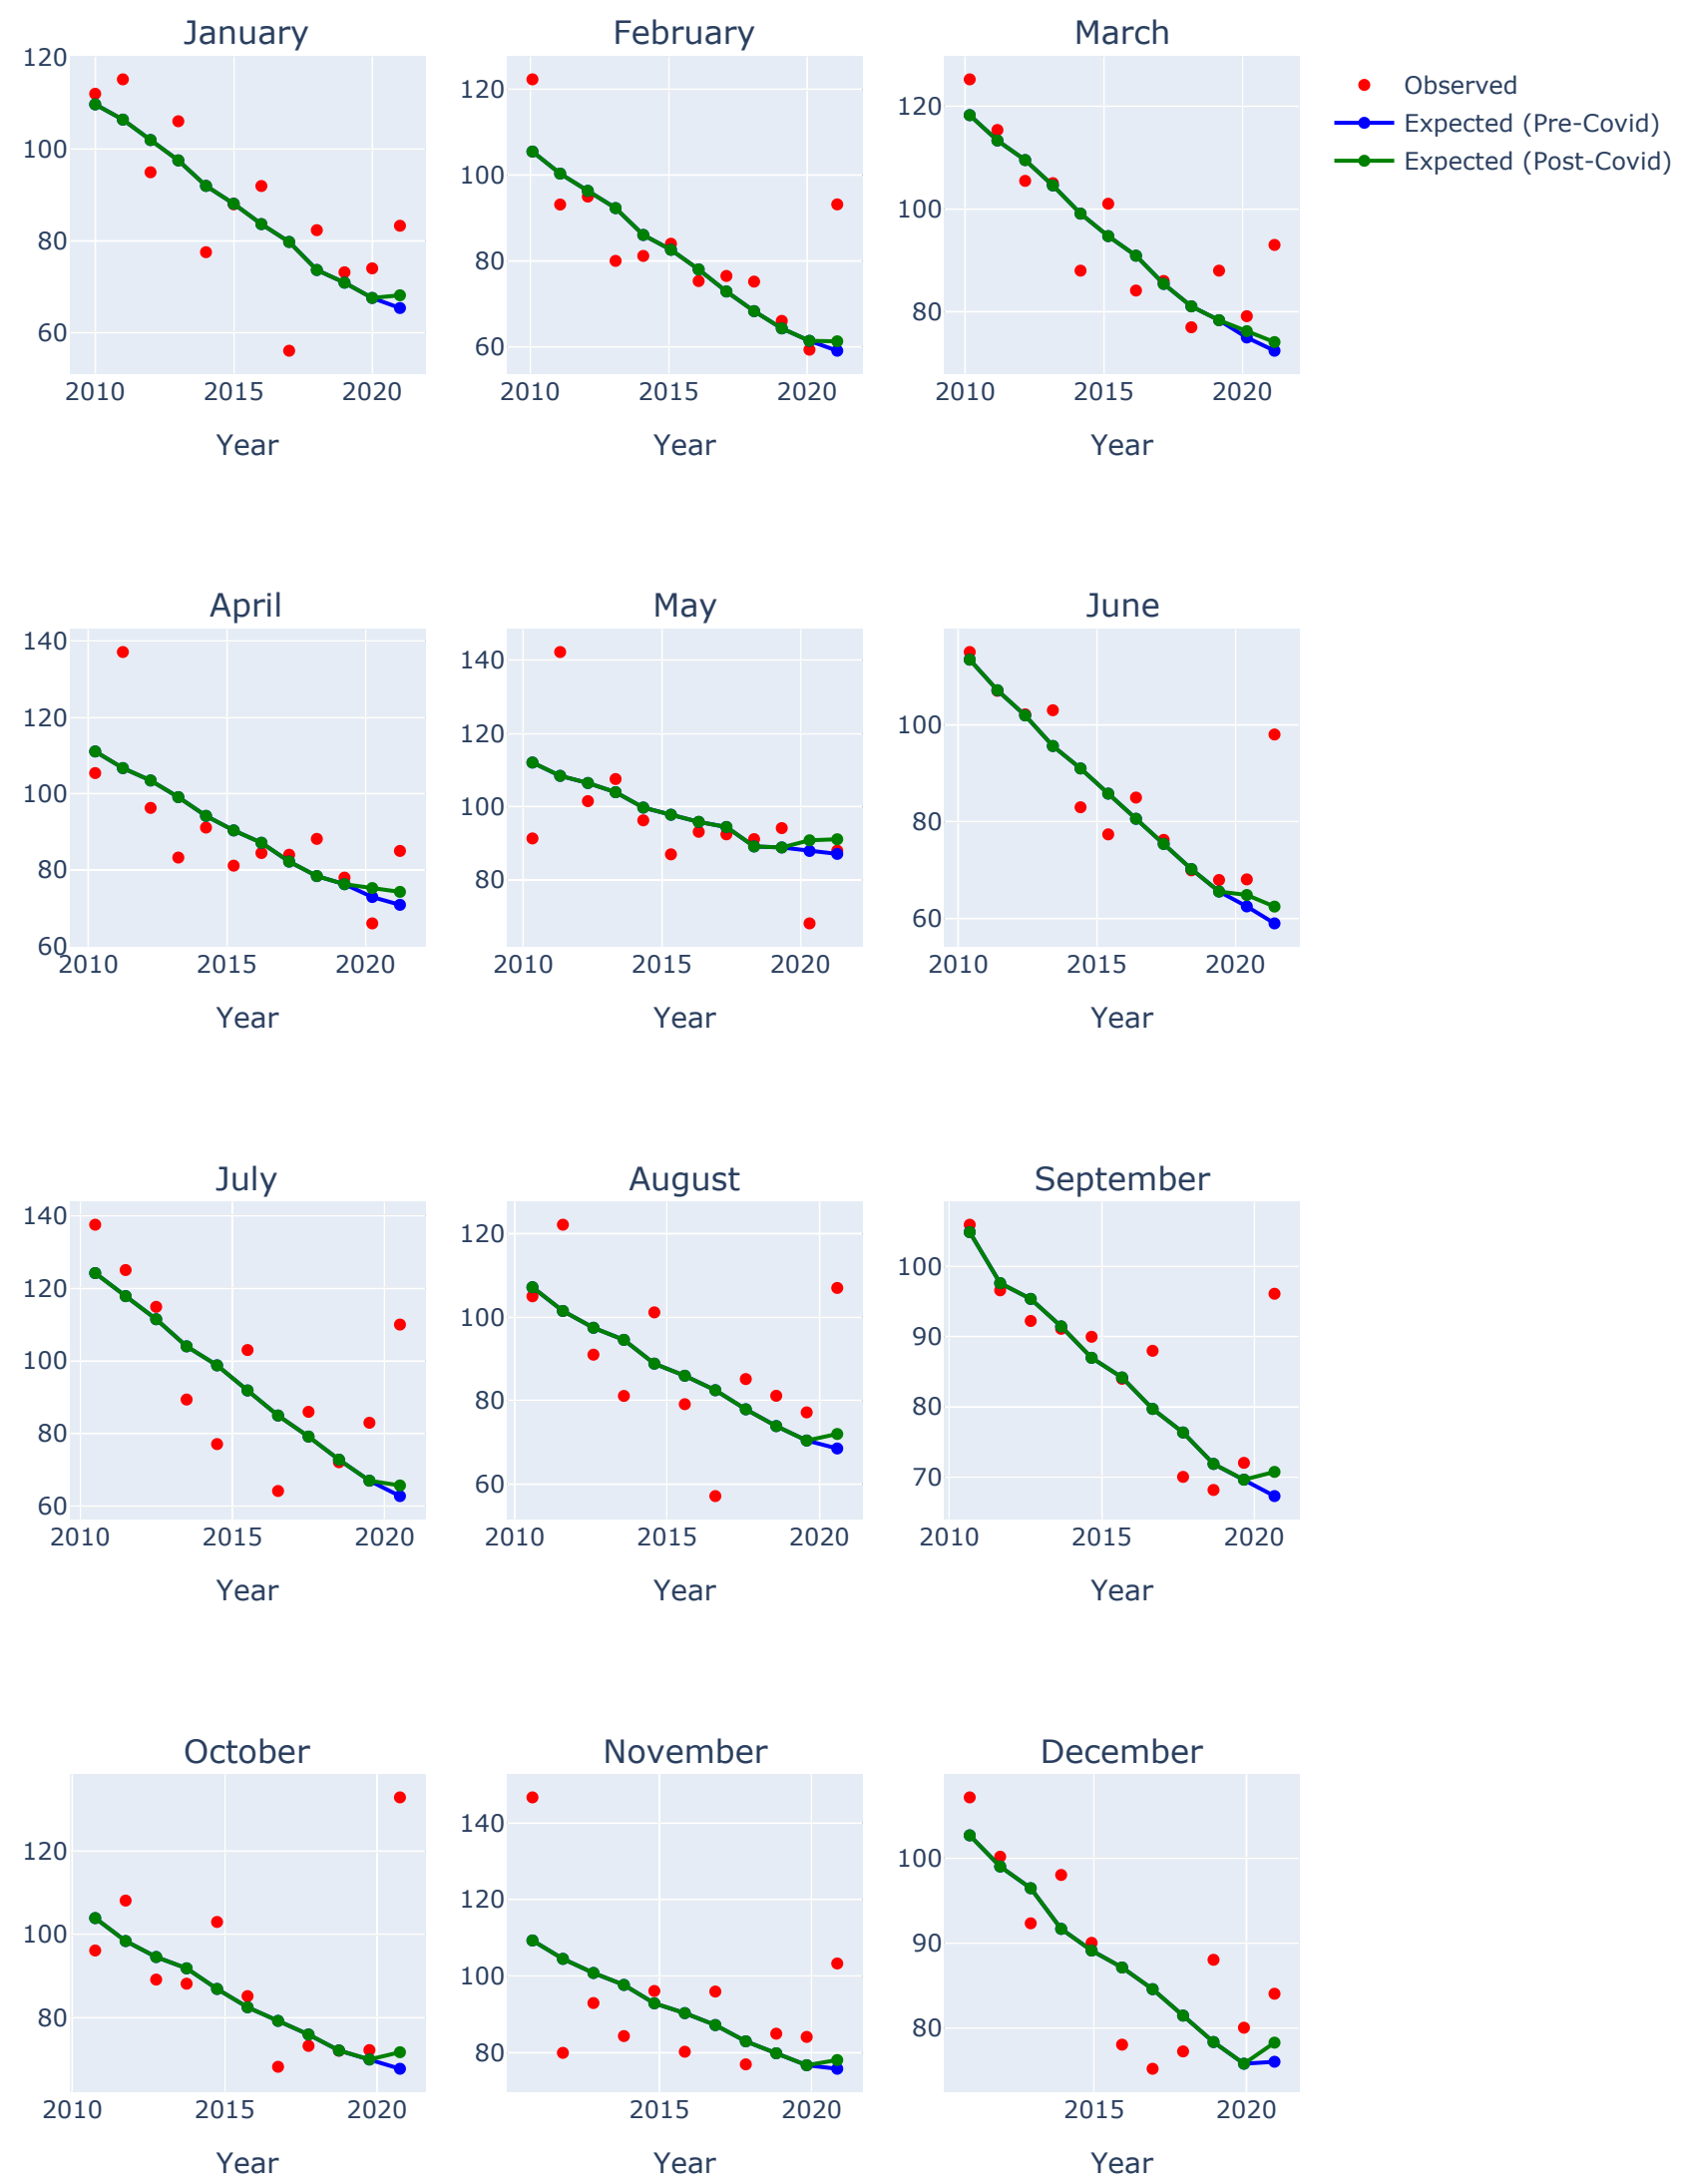 January
February
March
120
100
80
60
2010
2015
2020
Year
120
100
80
60
2010
2015
2020
Year
120
100
80
2010
2015
2020
Year
Observed
Expected (Pre-Covid)
Expected (Post-Covid)
April
May
June
140
120
100
80
60
2010
2015
2020
Year
140
120
100
80
2010
2015
2020
Year
100
80
60
2010
2015
2020
Year
July
August
September
140
120
100
80
60
2010
2015
2020
Year
120
100
80
60
2010
2015
2020
Year
100
90
80
70
2010
2015
2020
Year
October
November
December
120
100
80
2010
2015
2020
Year
140
120
100
80
2015
2020
Year
100
90
80
2015
2020
Year